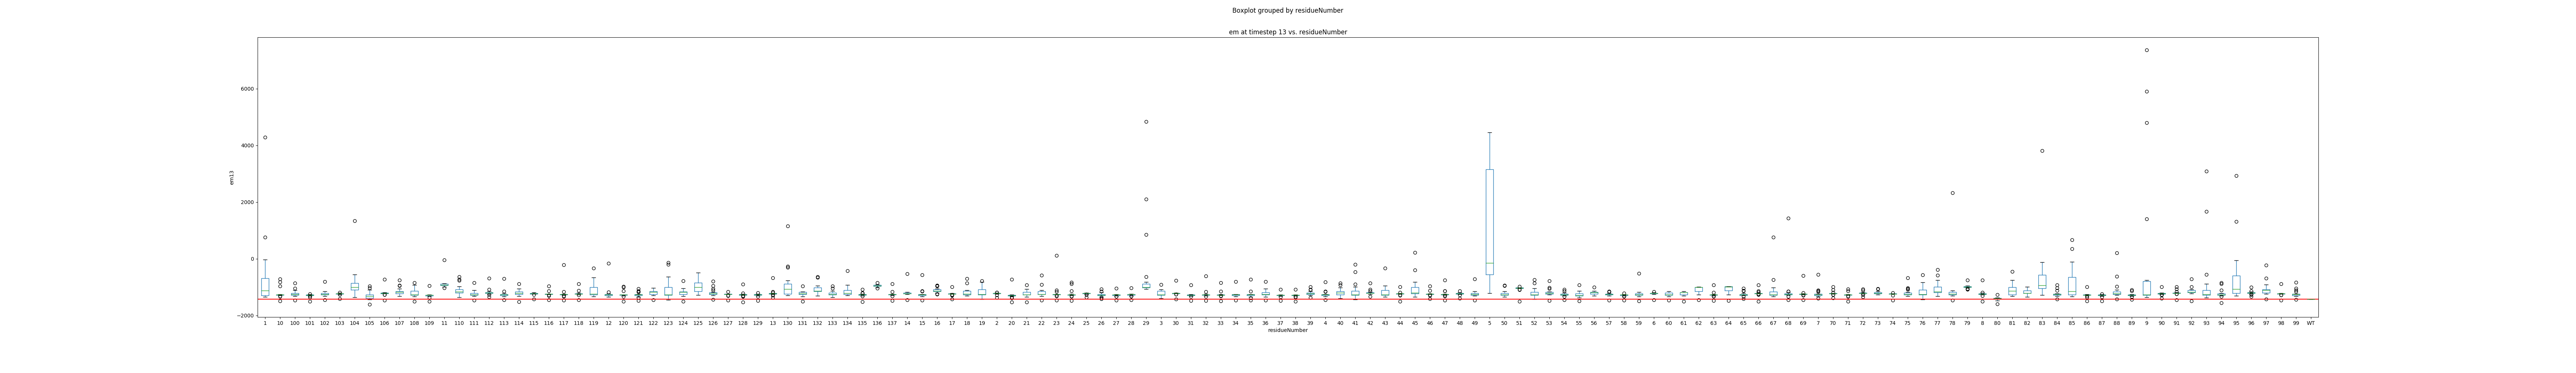 Boxplot grouped by residueNumber
em at timestep 13 vs. residueNumber
6000
4000
2000
0
−2000
em13
1 10 100 101 102 103 104 105 106 107 108 109 11 110 111 112 113 114 115 116 117 118 119 12 120 121 122 123 124 125 126 127 128 129 13 130 131 132 133 134 135 136 137 14 15 16 17 18 19 2 20 21 22 23 24 25 26 27 28 29 3 30 31 32 33 34 35 36 37 38 39 4 40 41 42 43 44 45 46 47 48 49 5 50 51 52 53 54 55 56 57 58 59 6 60 61 62 63 64 65 66 67 68 69 7 70 71 72 73 74 75 76 77 78 79 8 80 81 82 83 84 85 86 87 88 89 9 90 91 92 93 94 95 96 97 98 99 WT
residueNumber